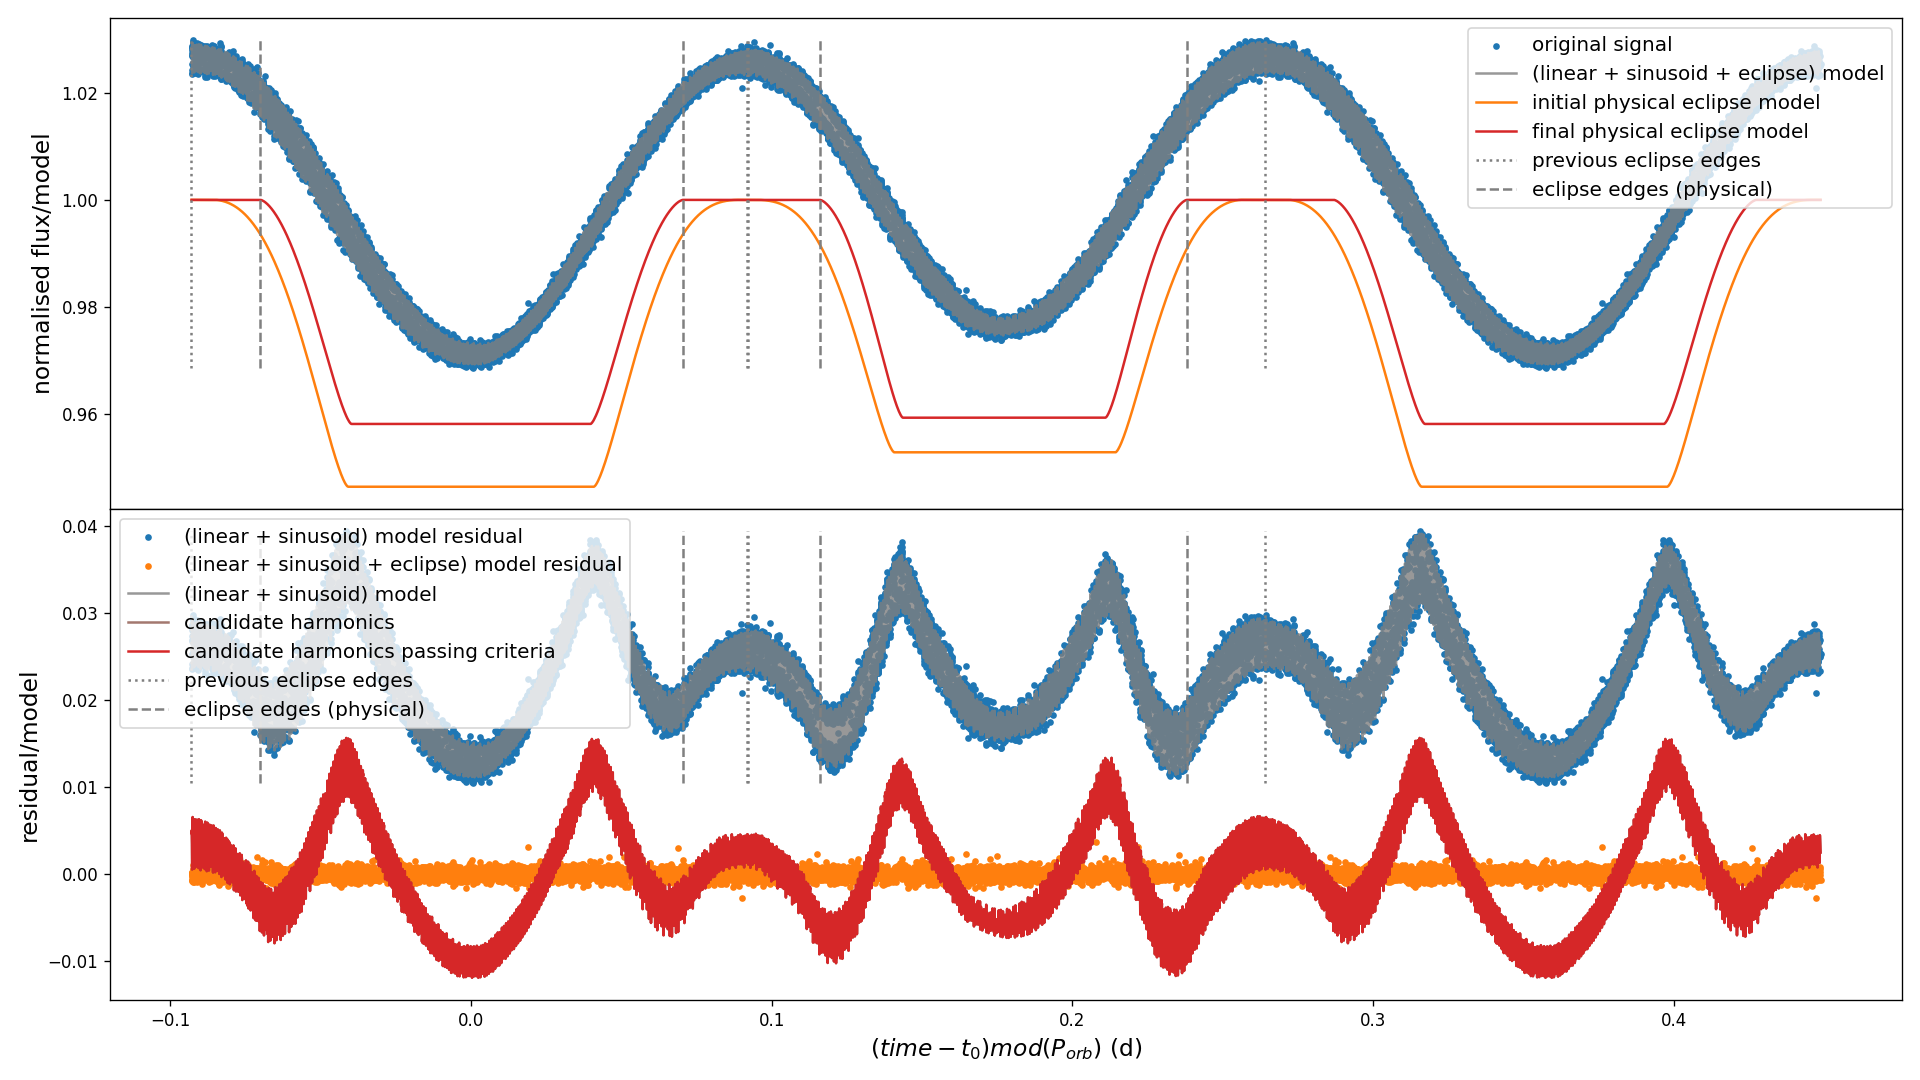 normalised flux/model
1.02
1.00
0.98
0.96
original signal
(linear + sinusoid + eclipse) model
initial physical eclipse model
final physical eclipse model
previous eclipse edges
eclipse edges (physical)
residual/model
0.04
0.03
0.02
0.01
0.00
−0.01
(linear + sinusoid) model residual
(linear + sinusoid + eclipse) model residual
(linear + sinusoid) model
candidate harmonics
candidate harmonics passing criteria
previous eclipse edges
eclipse edges (physical)
−0.1 0.0 0.1 0.2 0.3 0.4
(time − t₀)mod(P_orb) (d)